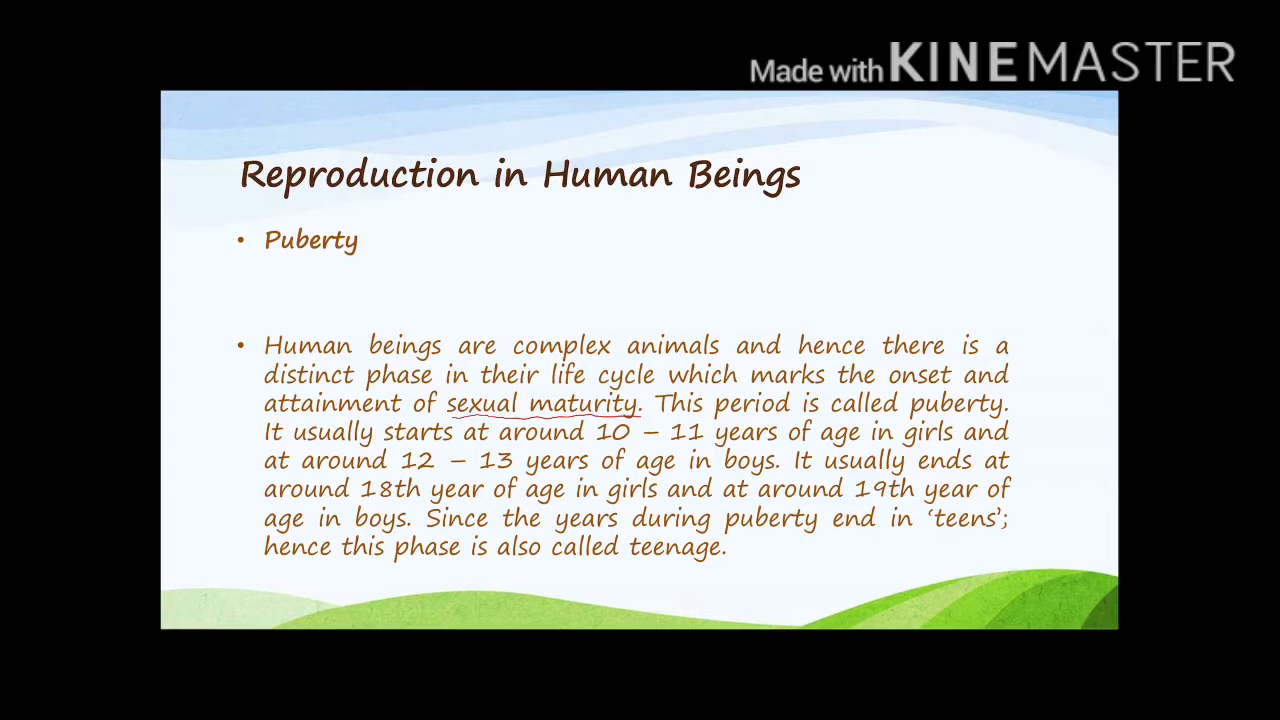 Made with KINEMASTER
Reproduction in Human Beings
• Puberty
• Human beings are complex animals and hence there is a
distinct phase in their life cycle which marks the onset and
attainment of sexual maturity. This period is called puberty.
It usually starts at around 10 – 11 years of age in girls and
at around 12 – 13 years of age in boys. It usually ends at
around 18th year of age in girls and at around 19th year of
age in boys. Since the years during puberty end in ‘teens’;
hence this phase is also called teenage.